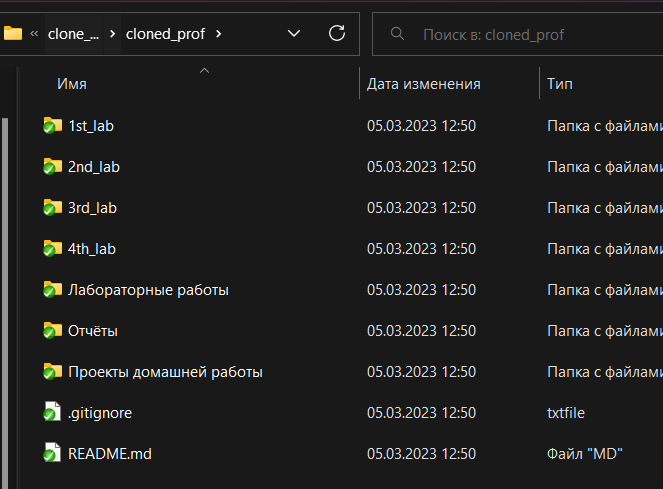 « clone_... > cloned_prof > Поиск в: cloned_prof
Имя Дата изменения Тип
1st_lab 05.03.2023 12:50 Папка с файлами
2nd_lab 05.03.2023 12:50 Папка с файлами
3rd_lab 05.03.2023 12:50 Папка с файлами
4th_lab 05.03.2023 12:50 Папка с файлами
Лабораторные работы 05.03.2023 12:50 Папка с файлами
Отчёты 05.03.2023 12:50 Папка с файлами
Проекты домашней работы 05.03.2023 12:50 Папка с файлами
.gitignore 05.03.2023 12:50 txtfile
README.md 05.03.2023 12:50 Файл "MD"